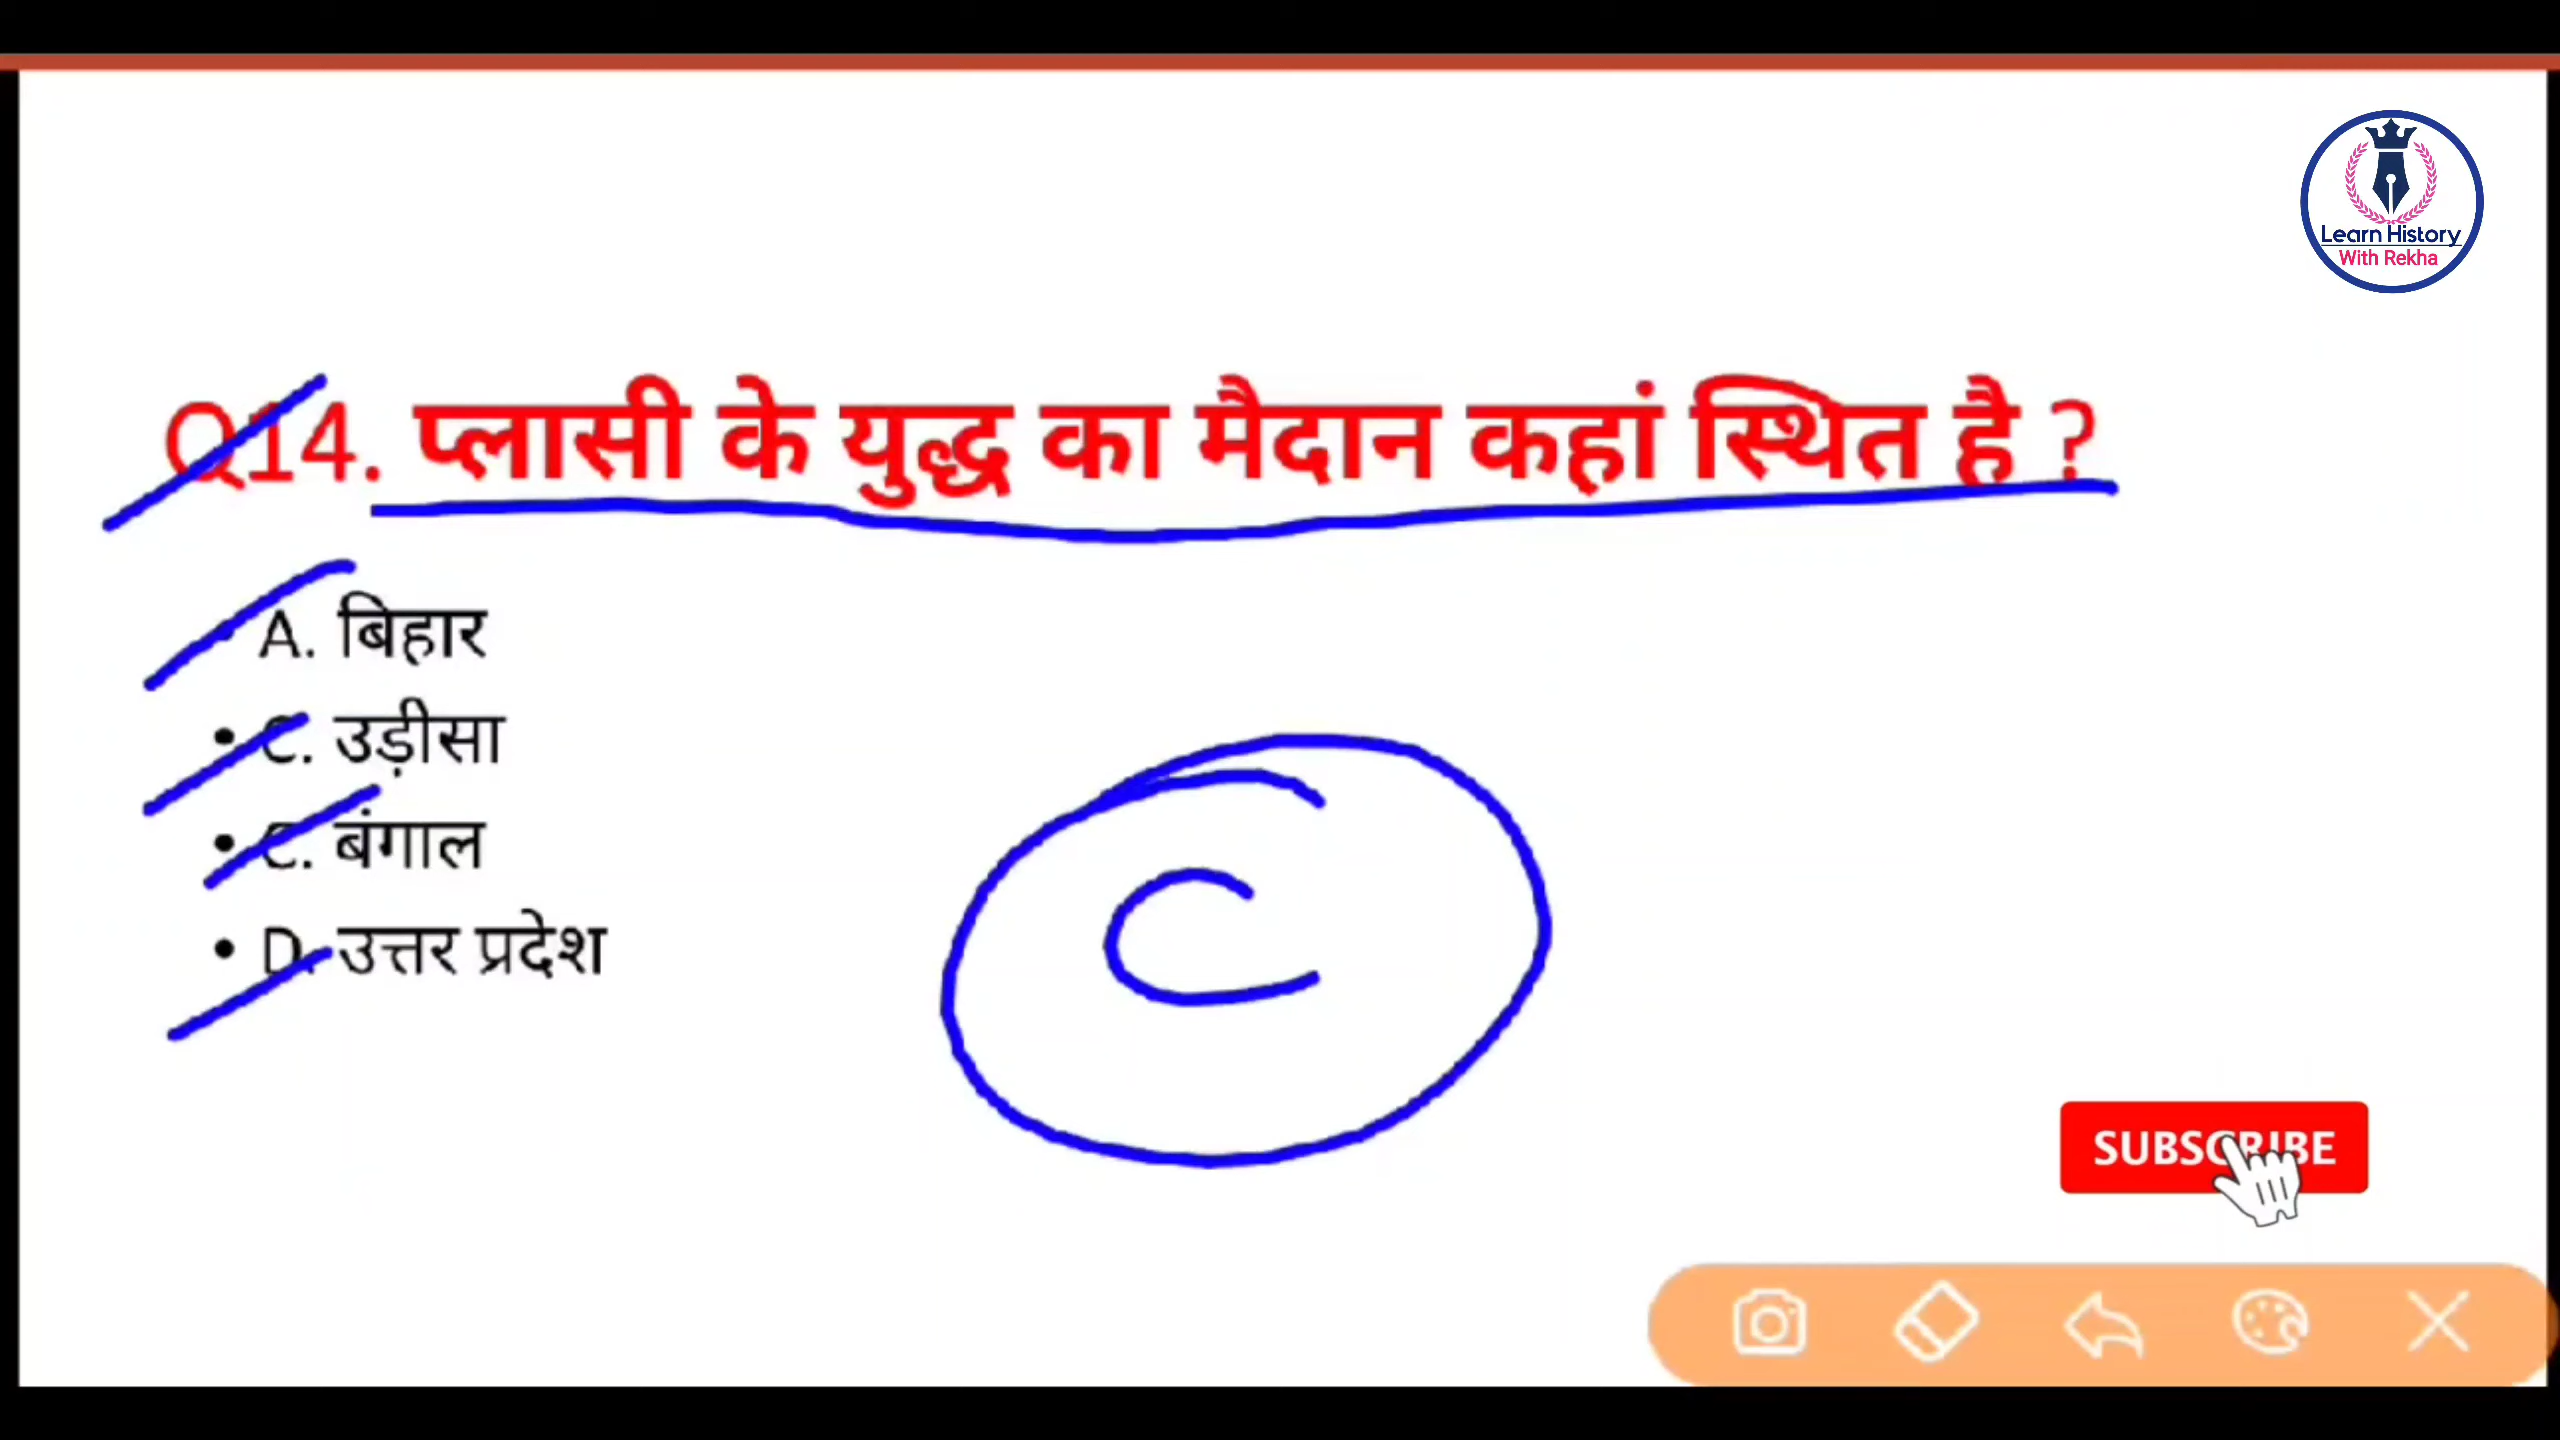 Learn History
With Rekha
Q14. प्लासी के युद्ध का मैदान कहां स्थित है ?
A. बिहार
• C. उड़ीसा
• C. बंगाल
• D. उत्तर प्रदेश
C
SUBSCRIBE